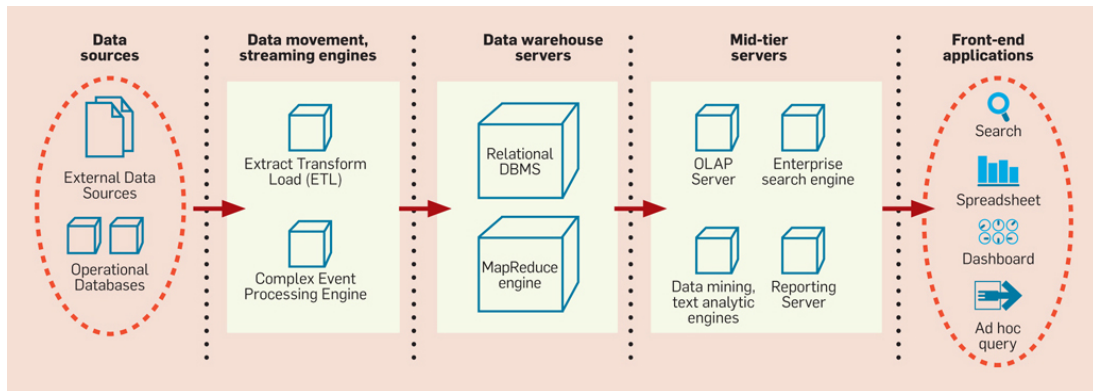 Data
sources
Data movement,
streaming engines
Data warehouse
servers
Mid-tier
servers
Front-end
applications
External Data
Sources
Operational
Databases
Extract Transform
Load (ETL)
Complex Event
Processing Engine
Relational
DBMS
MapReduce
engine
OLAP
Server
Enterprise
search engine
Data mining,
text analytic
engines
Reporting
Server
Search
Spreadsheet
Dashboard
Ad hoc
query